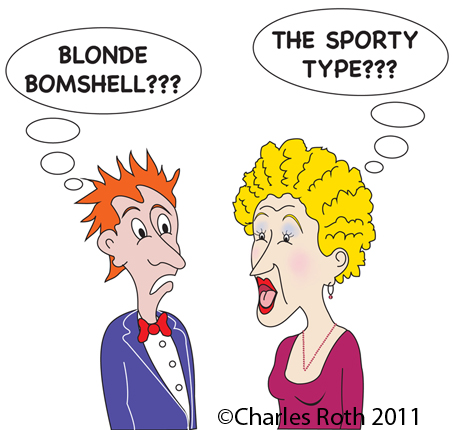 BLONDE
BOMSHELL???
THE SPORTY
TYPE???
©Charles Roth 2011